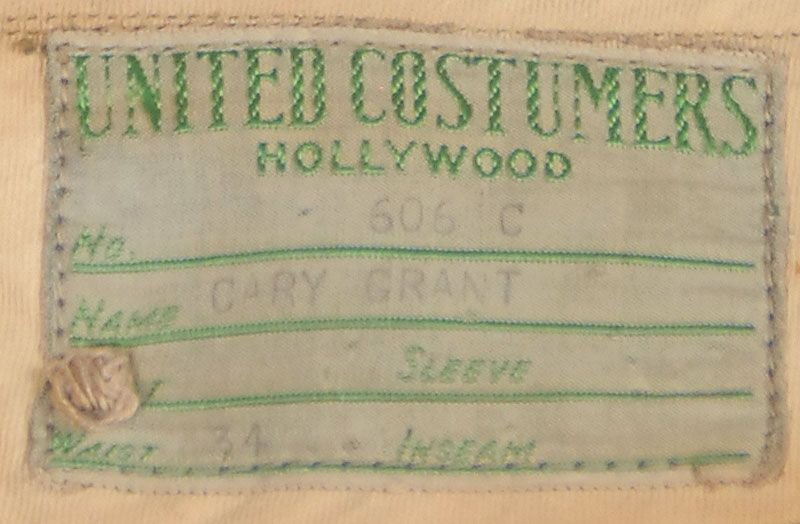 UNITED COSTUMERS
HOLLYWOOD
No. 606 C
NAME CARY GRANT
SLEEVE
WAIST 34 INSEAM